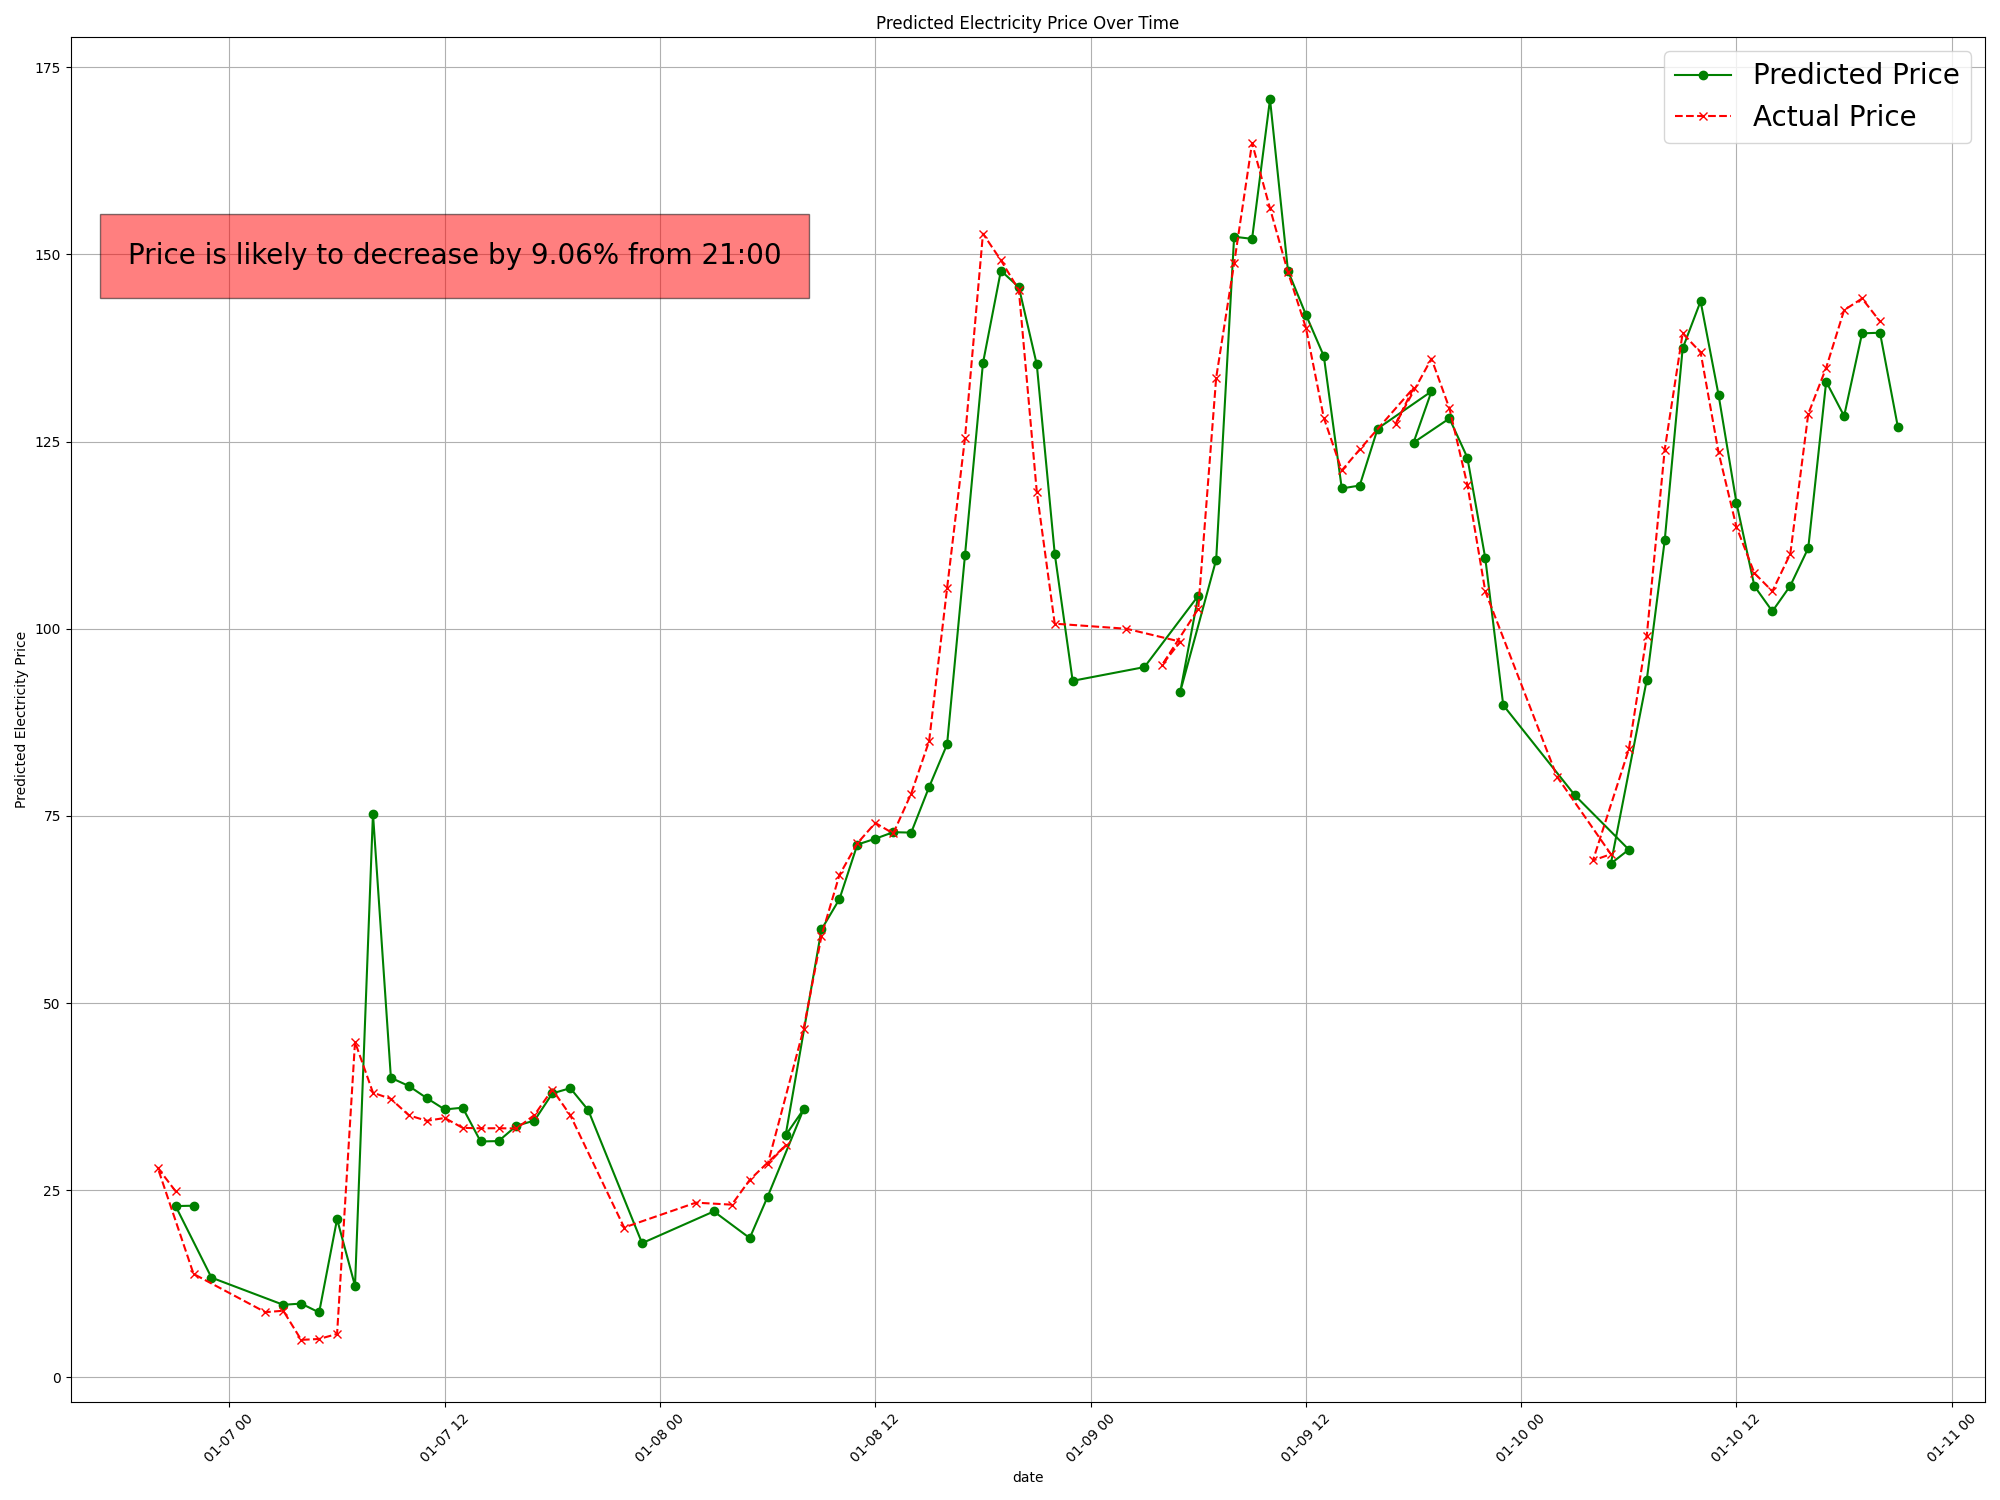 Predicted Electricity Price Over Time
Predicted Price
Actual Price
Price is likely to decrease by 9.06% from 21:00
Predicted Electricity Price
175
150
125
100
75
50
25
0
01-07 00
01-07 12
01-08 00
01-08 12
01-09 00
01-09 12
01-10 00
01-10 12
01-11 00
date